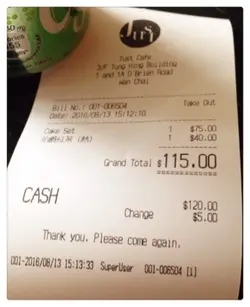 Just Cafe
3/F Tung Hing Building
1 and 1A O'Brien Road
Wan Chai
Bill No.: 001-006504 Take Out
Date: 2016/08/13 15:12:10
Cake Set 1 $75.00
1 $40.00
Grand Total $115.00
CASH $120.00
Change $5.00
Thank you. Please come again.
001-2016/08/13 15:13:33 SuperUser 001-006504 [1]